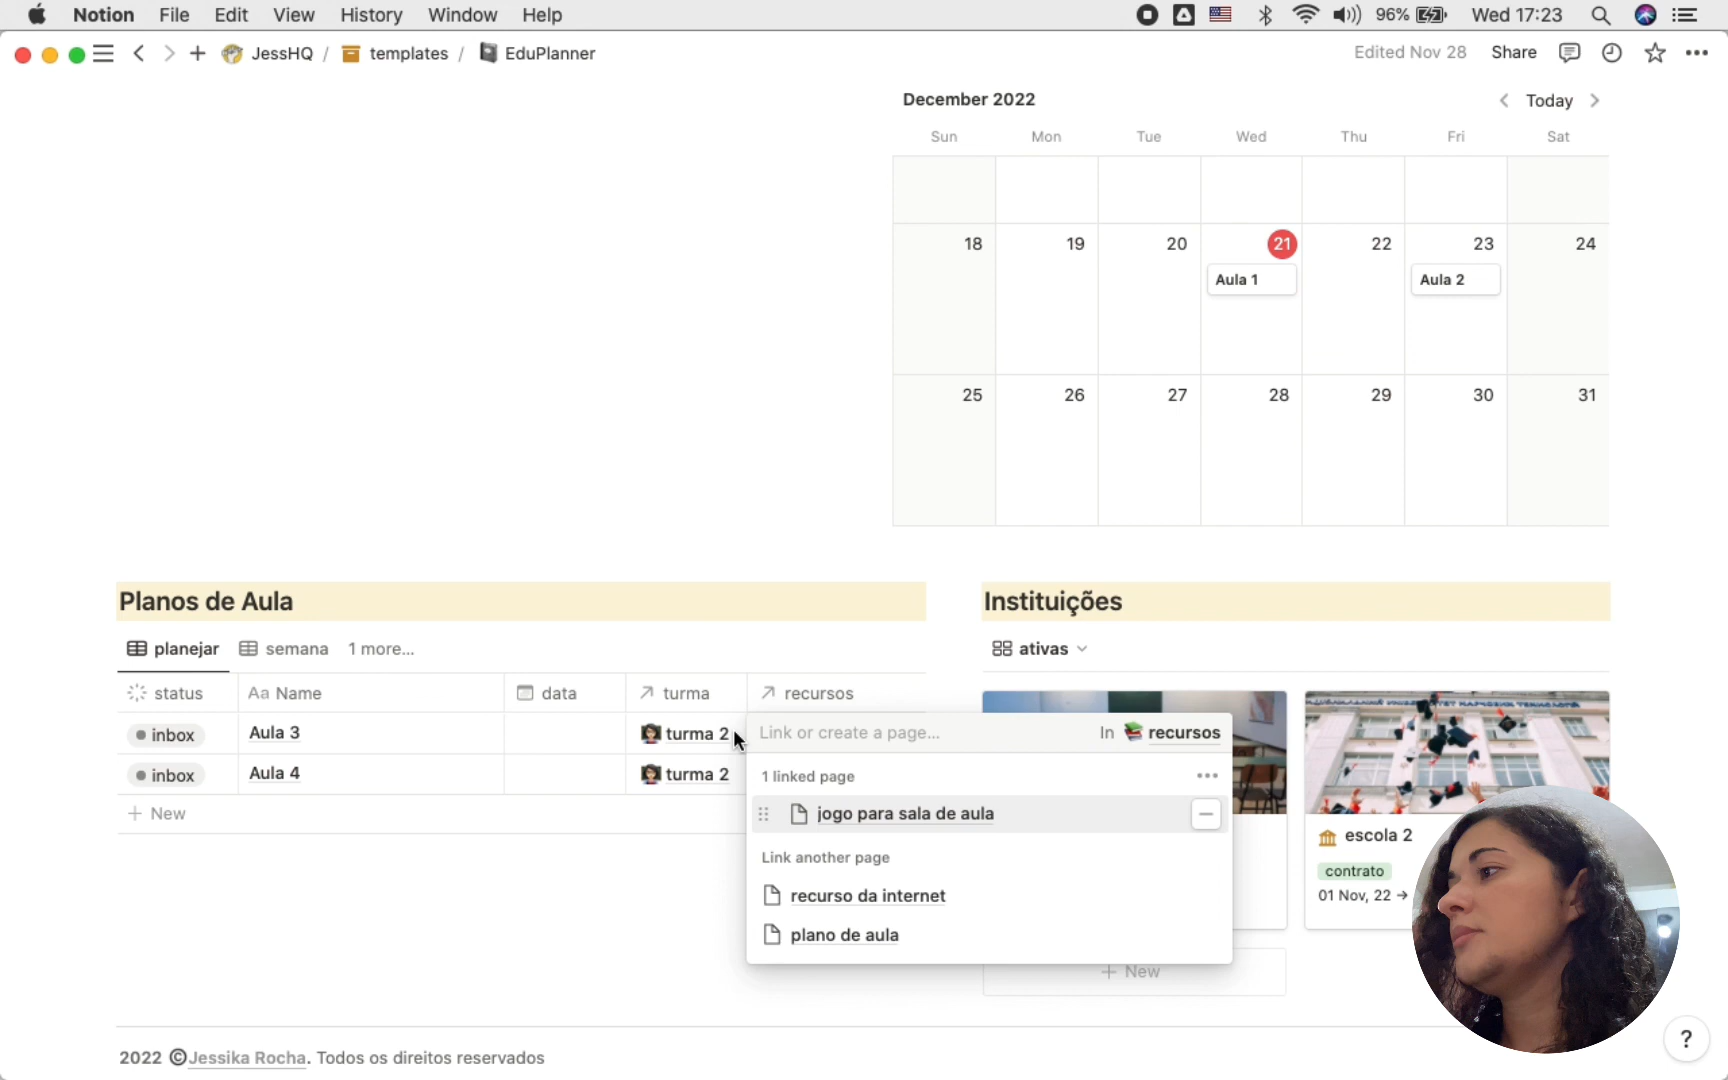 Notion File Edit View History Window Help 96% Wed 17:23
JessHQ / templates / EduPlanner Edited Nov 28 Share
December 2022 Today
Sun Mon Tue Wed Thu Fri Sat
18 19 20 21 22 23 24
Aula 1 Aula 2
25 26 27 28 29 30 31
Planos de Aula
planejar semana 1 more...
status Aa Name data turma recursos
inbox Aula 3 turma 2
inbox Aula 4 turma 2
+ New
Link or create a page... In recursos
1 linked page
jogo para sala de aula
Link another page
recurso da internet
plano de aula
Instituições
ativas
escola 2
contrato
01 Nov, 22 →
+ New
?
2022 ©Jessika Rocha. Todos os direitos reservados